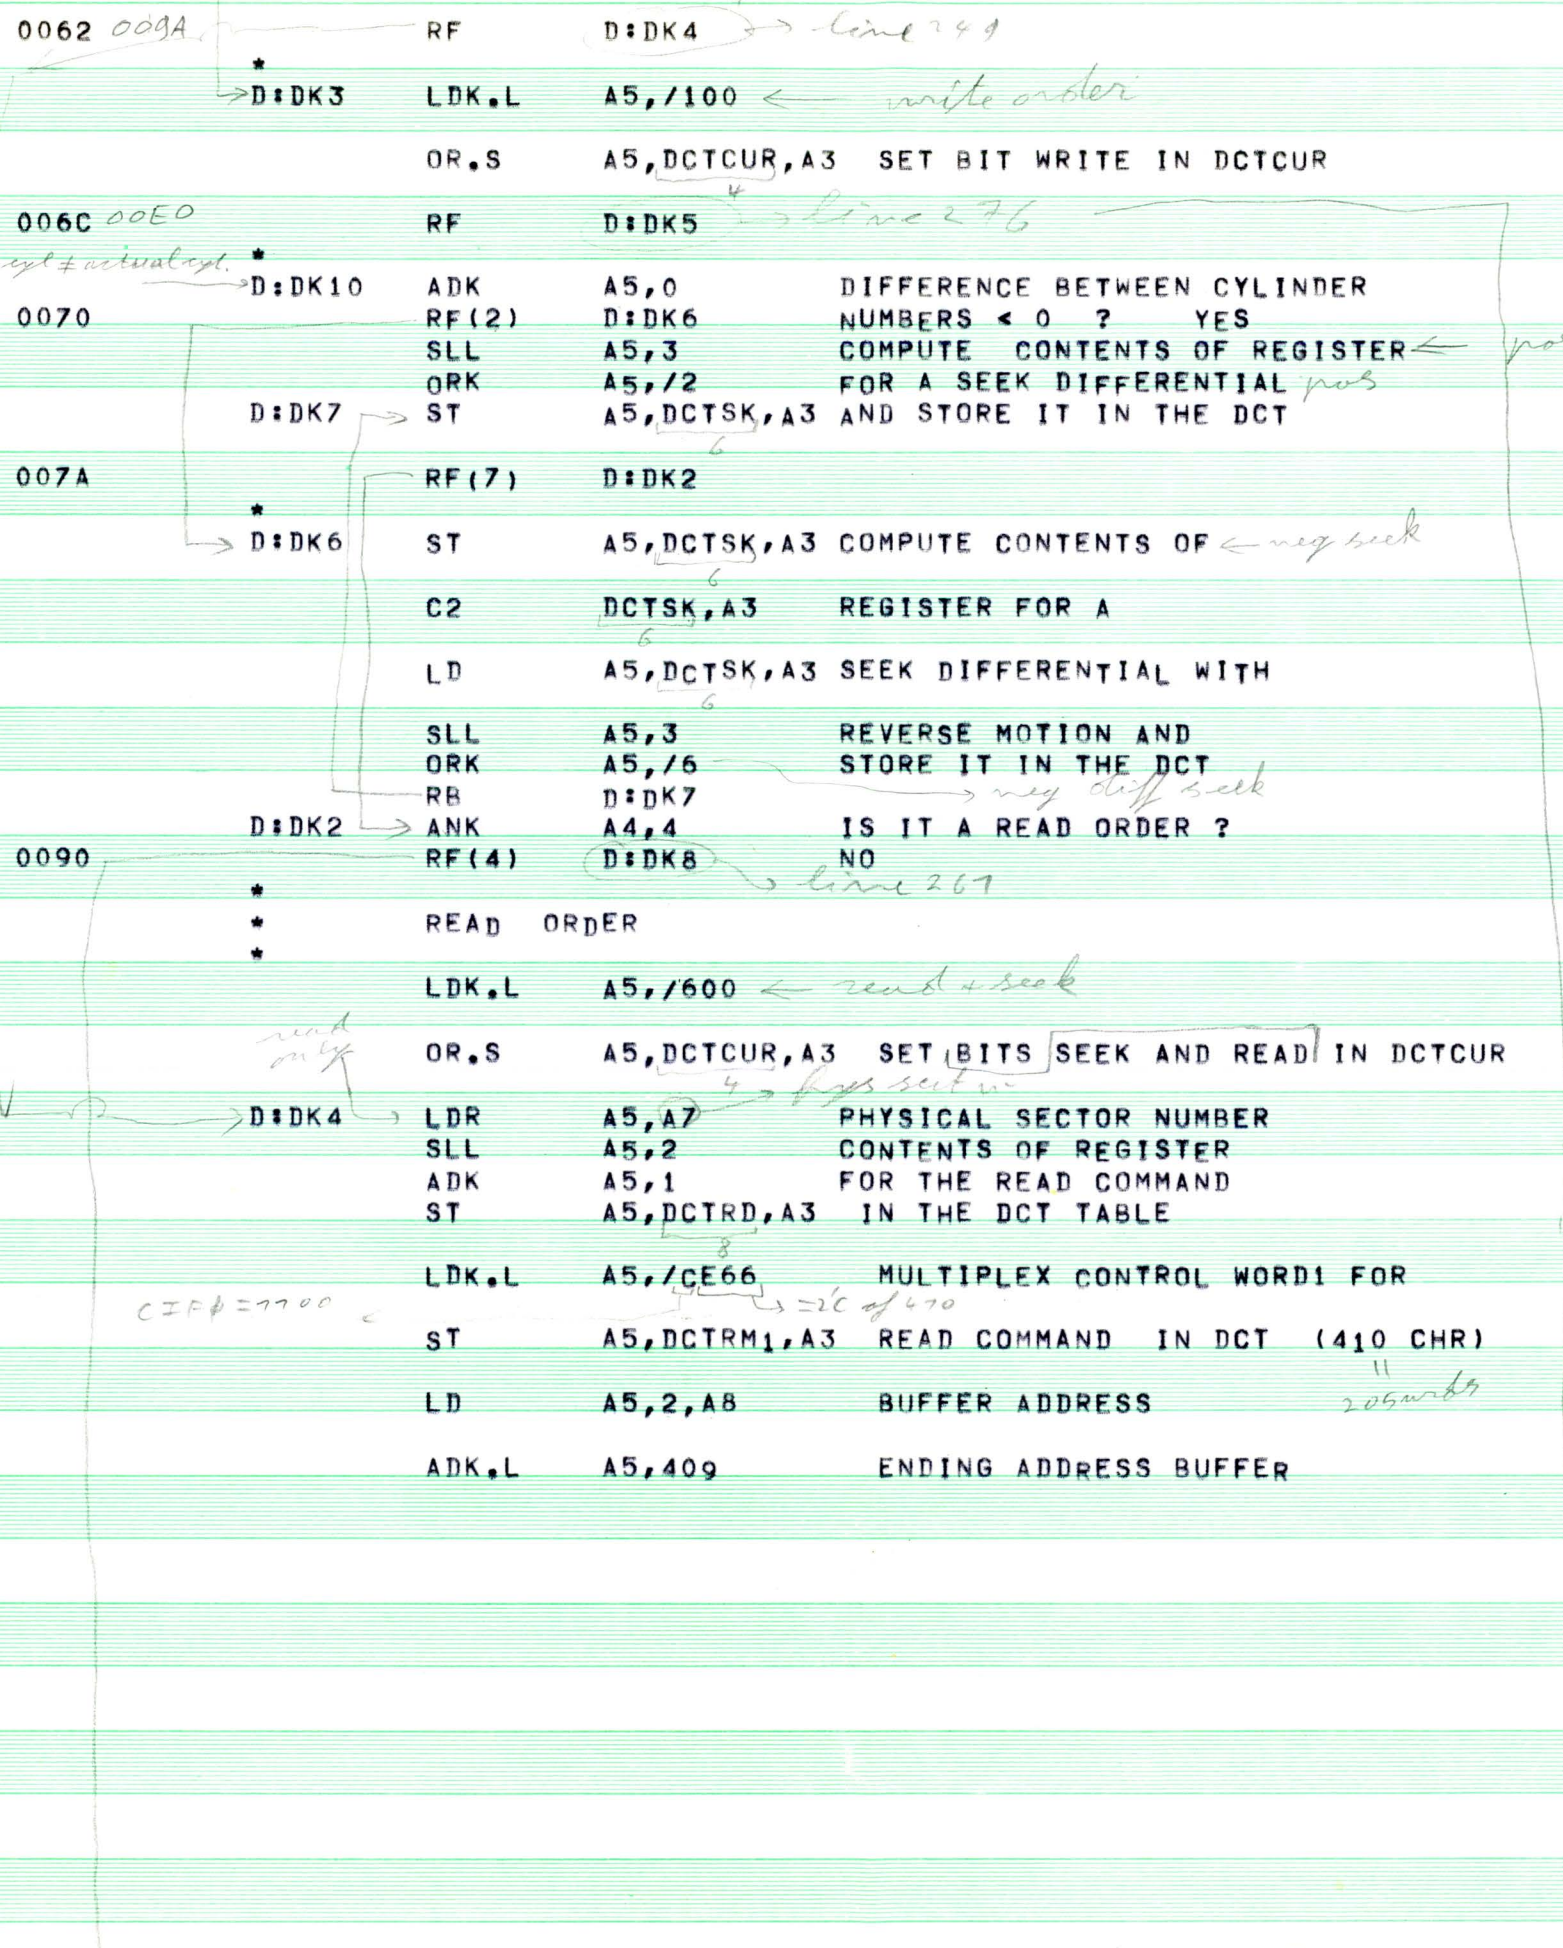 0062 009A RF D:DK4 → line 249
*
D:DK3 LDK.L A5,/100 ← write order
OR.S A5,DCTCUR,A3 SET BIT WRITE IN DCTCUR
4
006C 00E0 RF D:DK5 → line 276
*
cyl ≠ actual cyl.
D:DK10 ADK A5,0 DIFFERENCE BETWEEN CYLINDER
0070 RF(2) D:DK6 NUMBERS < 0 ? YES
SLL A5,3 COMPUTE CONTENTS OF REGISTER ←
ORK A5,/2 FOR A SEEK DIFFERENTIAL pos
D:DK7 ST A5,DCTSK,A3 AND STORE IT IN THE DCT
6
007A RF(7) D:DK2
*
D:DK6 ST A5,DCTSK,A3 COMPUTE CONTENTS OF ← neg seek
6
C2 DCTSK,A3 REGISTER FOR A
6
LD A5,DCTSK,A3 SEEK DIFFERENTIAL WITH
6
SLL A5,3 REVERSE MOTION AND
ORK A5,/6 STORE IT IN THE DCT
RB D:DK7 → neg diff seek
D:DK2 ANK A4,4 IS IT A READ ORDER ?
0090 RF(4) D:DK8 NO
* → line 261
* READ ORDER
*
LDK.L A5,/600 ← read + seek
read only
OR.S A5,DCTCUR,A3 SET BITS SEEK AND READ IN DCTCUR
4
D:DK4 LDR A5,A7 PHYSICAL SECTOR NUMBER
SLL A5,2 CONTENTS OF REGISTER
ADK A5,1 FOR THE READ COMMAND
ST A5,DCTRD,A3 IN THE DCT TABLE
8
LDK.L A5,/CE66 MULTIPLEX CONTROL WORD1 FOR
=2C of 410
ST A5,DCTRM1,A3 READ COMMAND IN DCT (410 CHR)
LD A5,2,A8 BUFFER ADDRESS
ADK.L A5,409 ENDING ADDRESS BUFFER